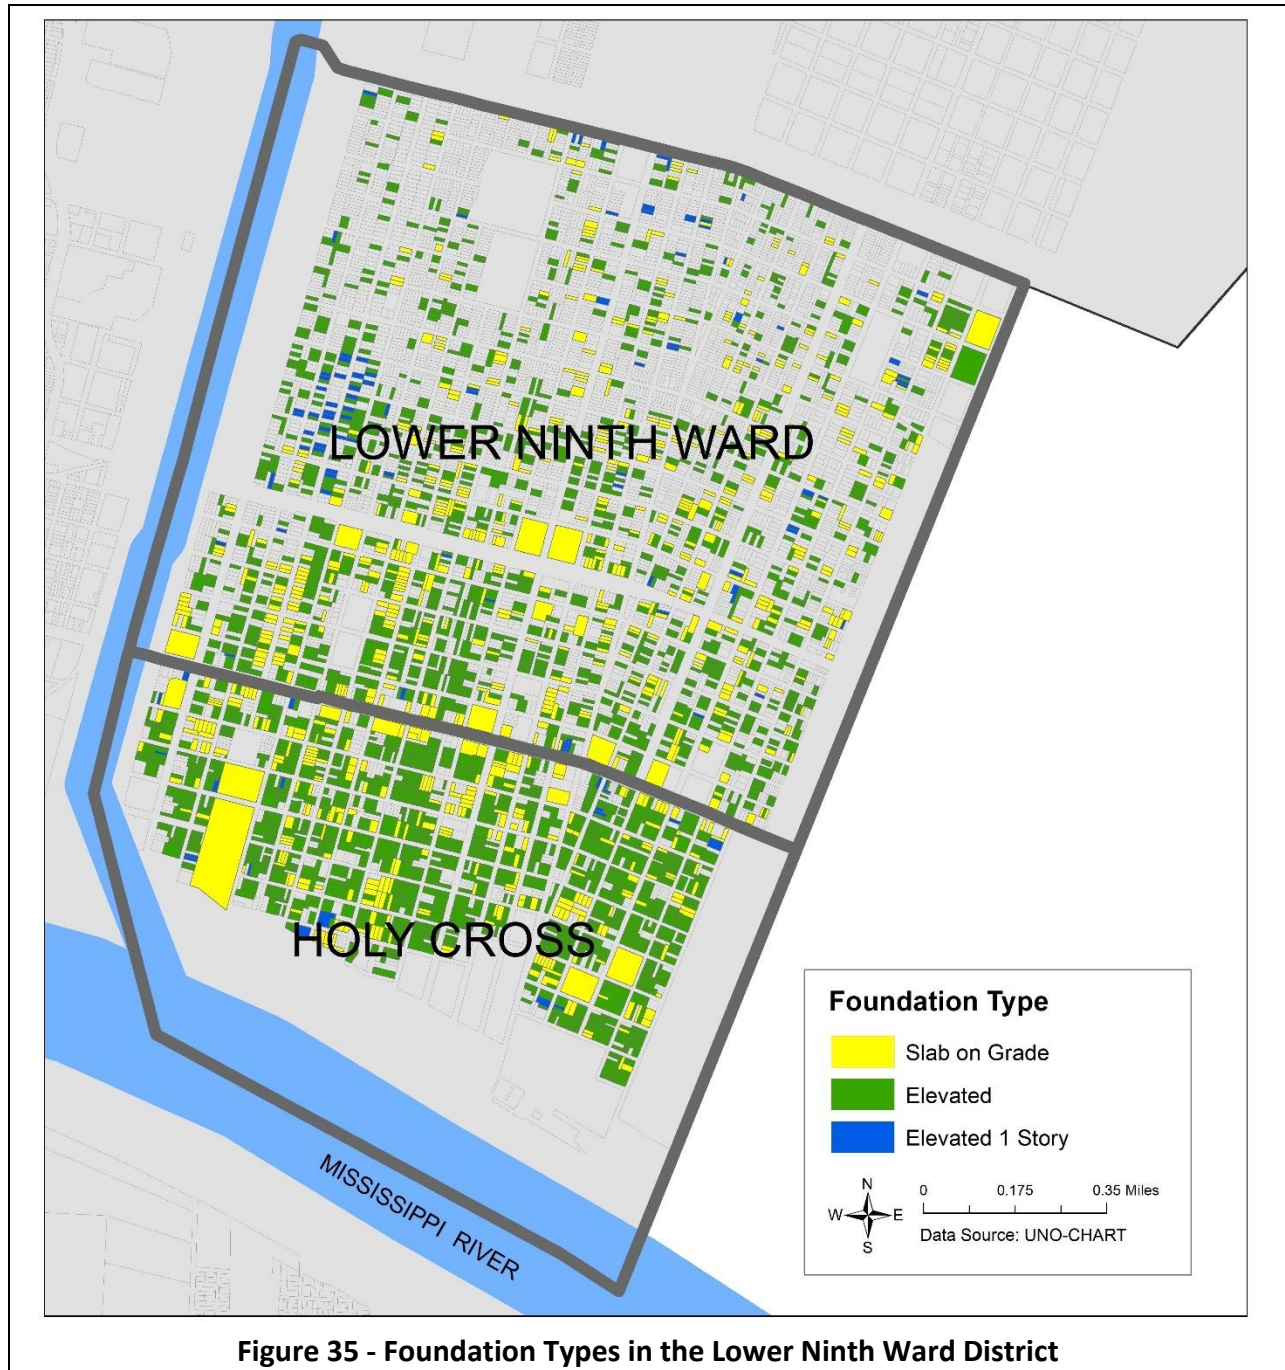 LOWER NINTH WARD
HOLY CROSS
MISSISSIPPI RIVER
Foundation Type
Slab on Grade
Elevated
Elevated 1 Story
N
W E
S
0 0.175 0.35 Miles
Data Source: UNO-CHART
Figure 35 - Foundation Types in the Lower Ninth Ward District